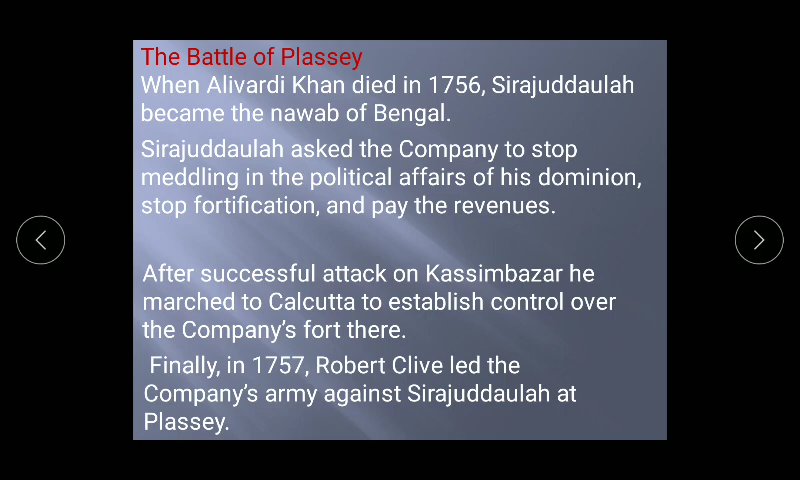 The Battle of Plassey
When Alivardi Khan died in 1756, Sirajuddaulah
became the nawab of Bengal.
Sirajuddaulah asked the Company to stop
meddling in the political affairs of his dominion,
stop fortification, and pay the revenues.
After successful attack on Kassimbazar he
marched to Calcutta to establish control over
the Company’s fort there.
Finally, in 1757, Robert Clive led the
Company’s army against Sirajuddaulah at
Plassey.